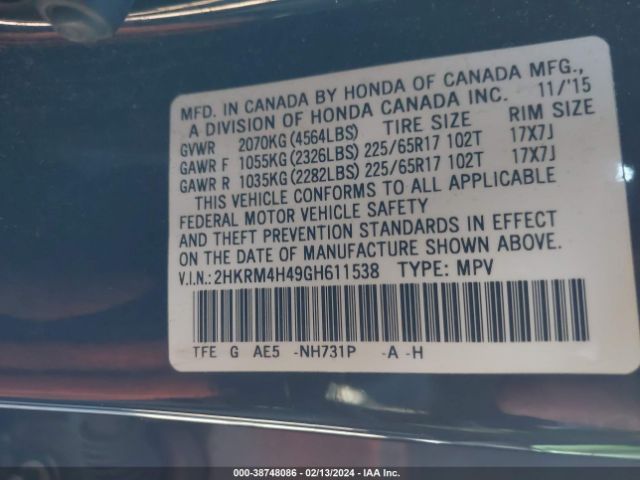 MFD. IN CANADA BY HONDA OF CANADA MFG.,
A DIVISION OF HONDA CANADA INC. 11/'15
GVWR 2070KG(4564LBS) TIRE SIZE RIM SIZE
GAWR F 1055KG(2326LBS) 225/65R17 102T 17X7J
GAWR R 1035KG(2282LBS) 225/65R17 102T 17X7J
THIS VEHICLE CONFORMS TO ALL APPLICABLE
FEDERAL MOTOR VEHICLE SAFETY
AND THEFT PREVENTION STANDARDS IN EFFECT
ON THE DATE OF MANUFACTURE SHOWN ABOVE.
V.I.N.: 2HKRM4H49GH611538 TYPE: MPV
TFE G AE5 -NH731P -A -H
000-38748086 - 02/13/2024 - IAA Inc.